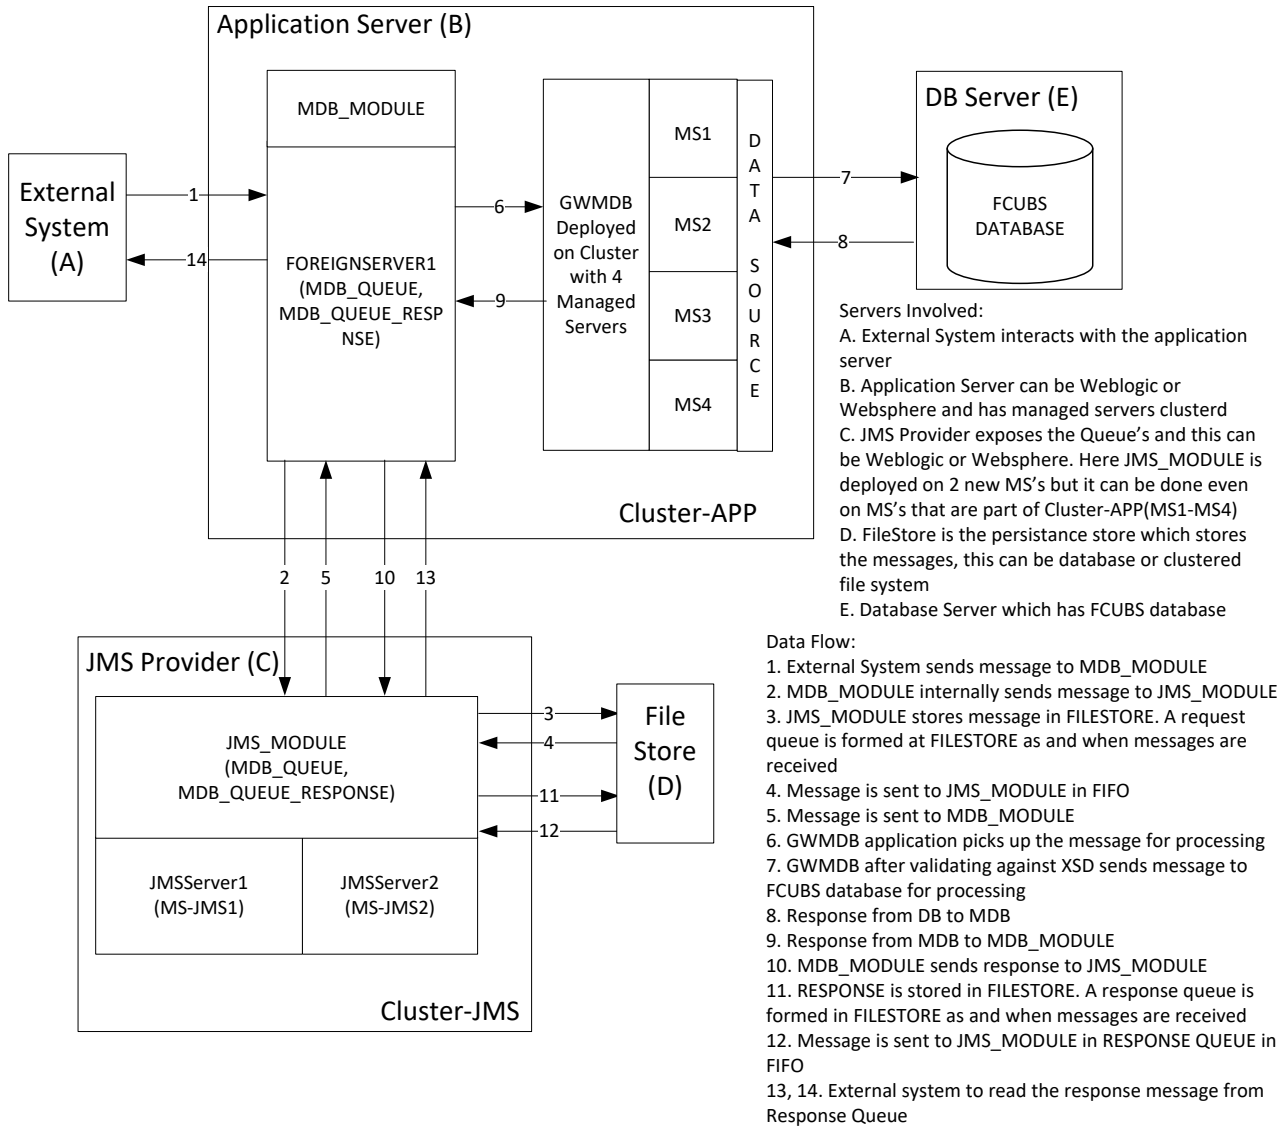 Application Server (B)
MDB_MODULE
FOREIGNSERVER1
(MDB_QUEUE,
MDB_QUEUE_RESP
NSE)
GWMDB
Deployed
on Cluster
with 4
Managed
Servers
MS1
MS2
MS3
MS4
D
A
T
A
S
O
U
R
C
E
Cluster-APP
External
System
(A)
1
14
6
9
7
8
DB Server (E)
FCUBS
DATABASE
2
5
10
13
JMS Provider (C)
JMS_MODULE
(MDB_QUEUE,
MDB_QUEUE_RESPONSE)
JMSServer1
(MS-JMS1)
JMSServer2
(MS-JMS2)
Cluster-JMS
3
4
11
12
File
Store
(D)
Servers Involved:
A. External System interacts with the application
server
B. Application Server can be Weblogic or
Websphere and has managed servers clusterd
C. JMS Provider exposes the Queue’s and this can
be Weblogic or Websphere. Here JMS_MODULE is
deployed on 2 new MS’s but it can be done even
on MS’s that are part of Cluster-APP(MS1-MS4)
D. FileStore is the persistance store which stores
the messages, this can be database or clustered
file system
E. Database Server which has FCUBS database
Data Flow:
1. External System sends message to MDB_MODULE
2. MDB_MODULE internally sends message to JMS_MODULE
3. JMS_MODULE stores message in FILESTORE. A request
queue is formed at FILESTORE as and when messages are
received
4. Message is sent to JMS_MODULE in FIFO
5. Message is sent to MDB_MODULE
6. GWMDB application picks up the message for processing
7. GWMDB after validating against XSD sends message to
FCUBS database for processing
8. Response from DB to MDB
9. Response from MDB to MDB_MODULE
10. MDB_MODULE sends response to JMS_MODULE
11. RESPONSE is stored in FILESTORE. A response queue is
formed in FILESTORE as and when messages are received
12. Message is sent to JMS_MODULE in RESPONSE QUEUE in
FIFO
13, 14. External system to read the response message from
Response Queue